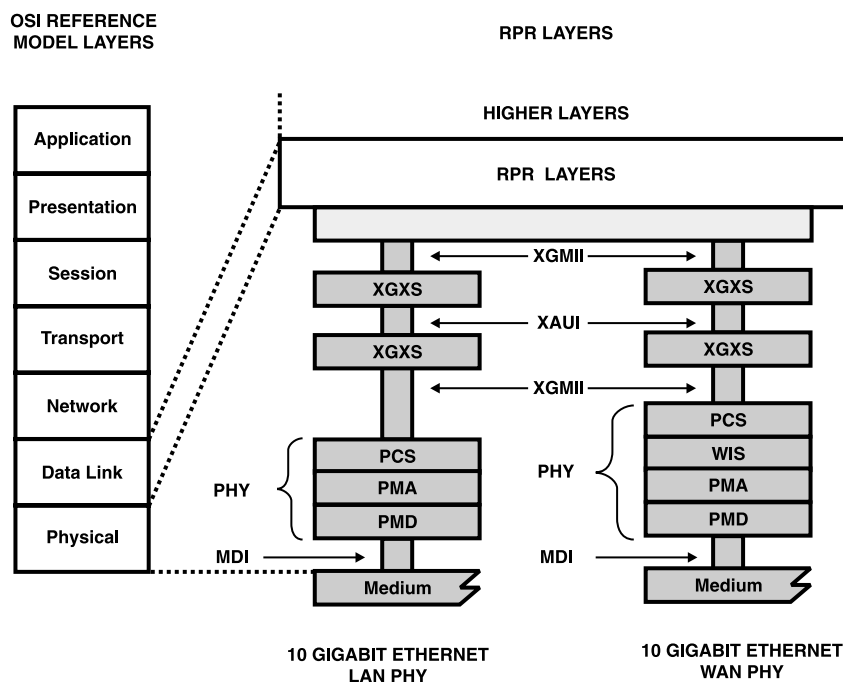 OSI REFERENCE
MODEL LAYERS
RPR LAYERS
Application
Presentation
Session
Transport
Network
Data Link
Physical
HIGHER LAYERS
RPR LAYERS
XGMII
XGXS
XGXS
XAUI
XGXS
XGXS
XGMII
PHY
PCS
PMA
PMD
MDI
Medium
PHY
PCS
WIS
PMA
PMD
MDI
Medium
10 GIGABIT ETHERNET
LAN PHY
10 GIGABIT ETHERNET
WAN PHY